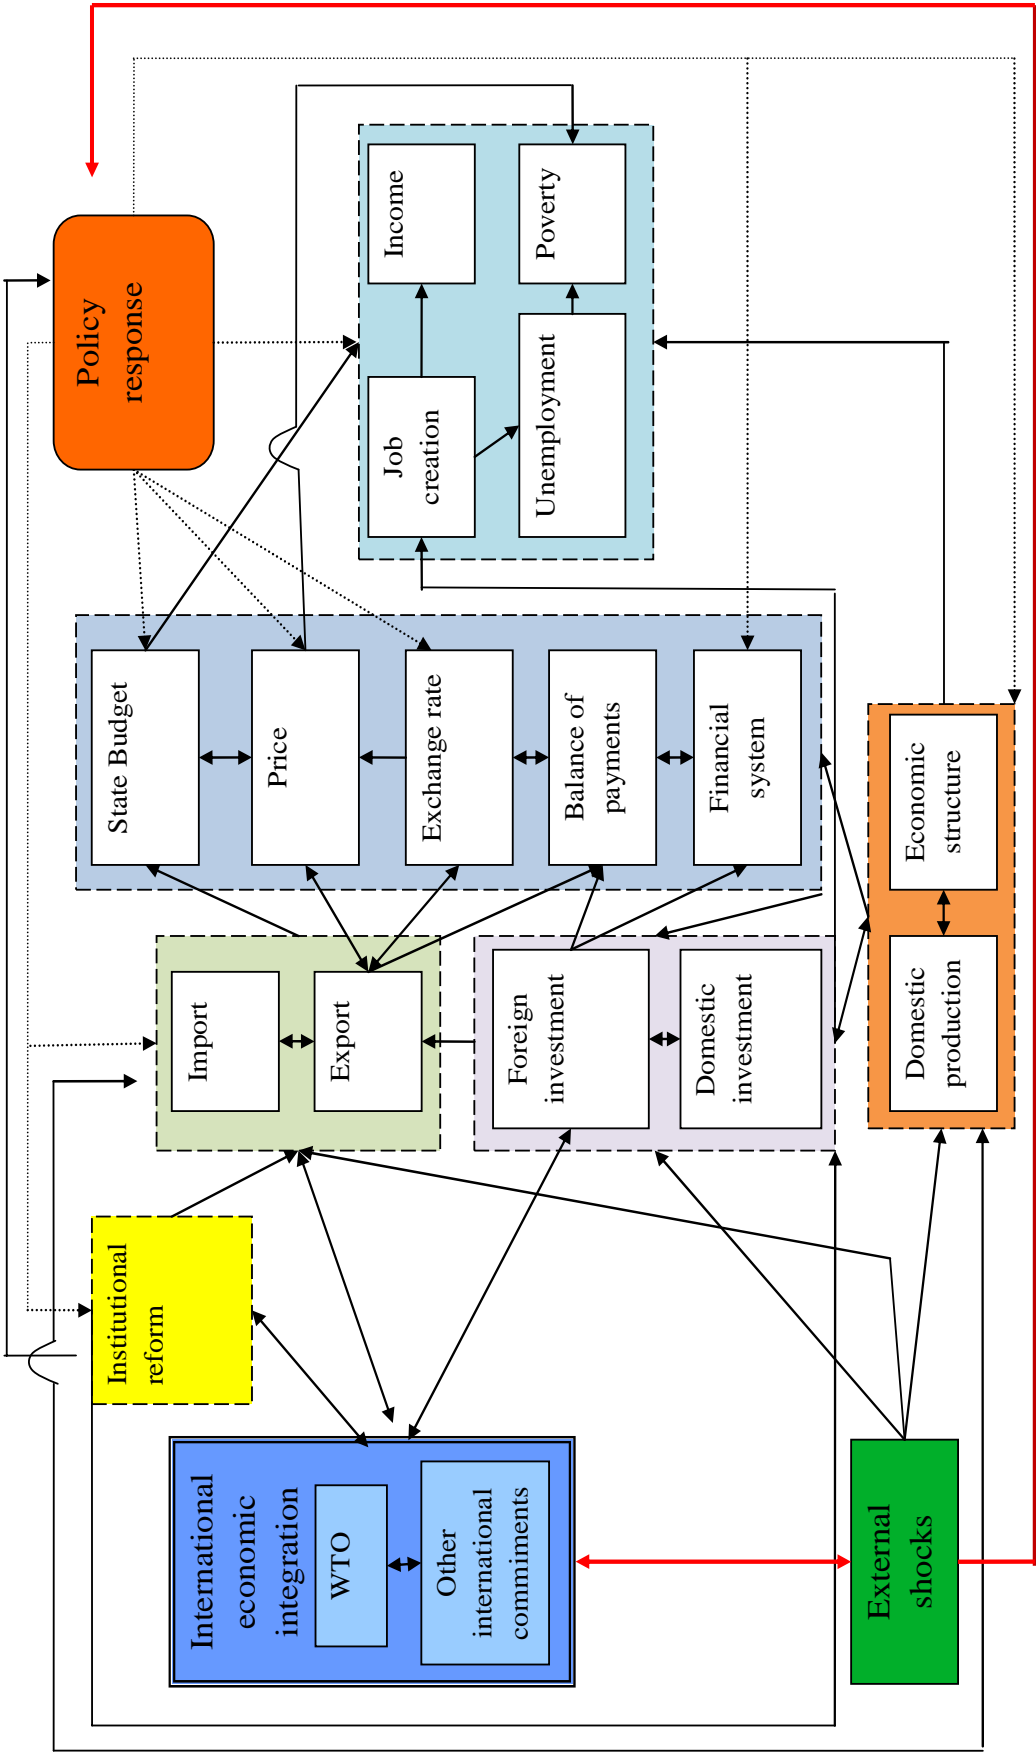 International
economic
integration
WTO
Other
international
commiments
External
shocks
Institutional
reform
Import
Export
Foreign
investment
Domestic
investment
Domestic
production
Economic
structure
State Budget
Price
Exchange rate
Balance of
payments
Financial
system
Job
creation
Unemployment
Income
Poverty
Policy
response